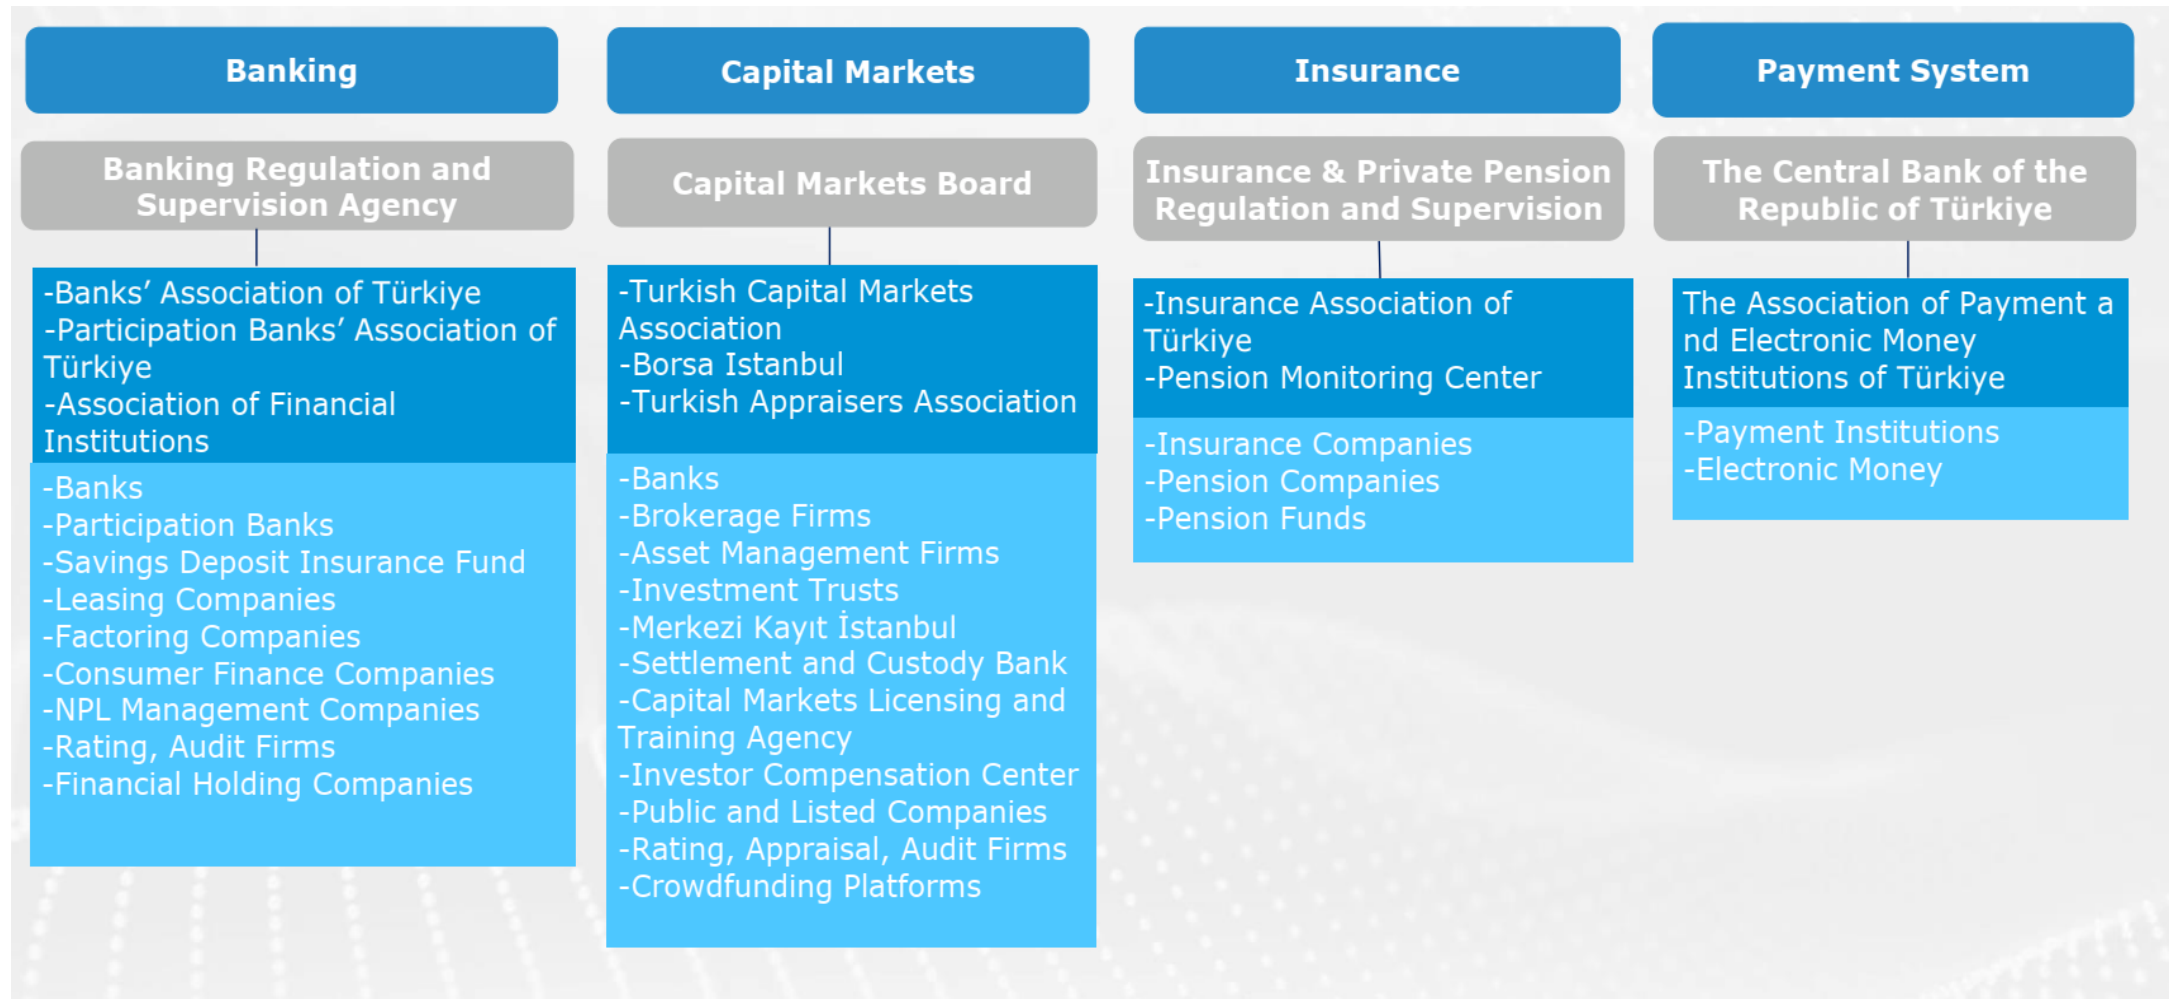 Banking
Banking Regulation and
Supervision Agency
-Banks’ Association of Türkiye
-Participation Banks’ Association of
Türkiye
-Association of Financial
Institutions
-Banks
-Participation Banks
-Savings Deposit Insurance Fund
-Leasing Companies
-Factoring Companies
-Consumer Finance Companies
-NPL Management Companies
-Rating, Audit Firms
-Financial Holding Companies
Capital Markets
Capital Markets Board
-Turkish Capital Markets
Association
-Borsa Istanbul
-Turkish Appraisers Association
-Banks
-Brokerage Firms
-Asset Management Firms
-Investment Trusts
-Merkezi Kayıt İstanbul
-Settlement and Custody Bank
-Capital Markets Licensing and
Training Agency
-Investor Compensation Center
-Public and Listed Companies
-Rating, Appraisal, Audit Firms
-Crowdfunding Platforms
Insurance
Insurance & Private Pension
Regulation and Supervision
-Insurance Association of
Türkiye
-Pension Monitoring Center
-Insurance Companies
-Pension Companies
-Pension Funds
Payment System
The Central Bank of the
Republic of Türkiye
The Association of Payment a
nd Electronic Money
Institutions of Türkiye
-Payment Institutions
-Electronic Money